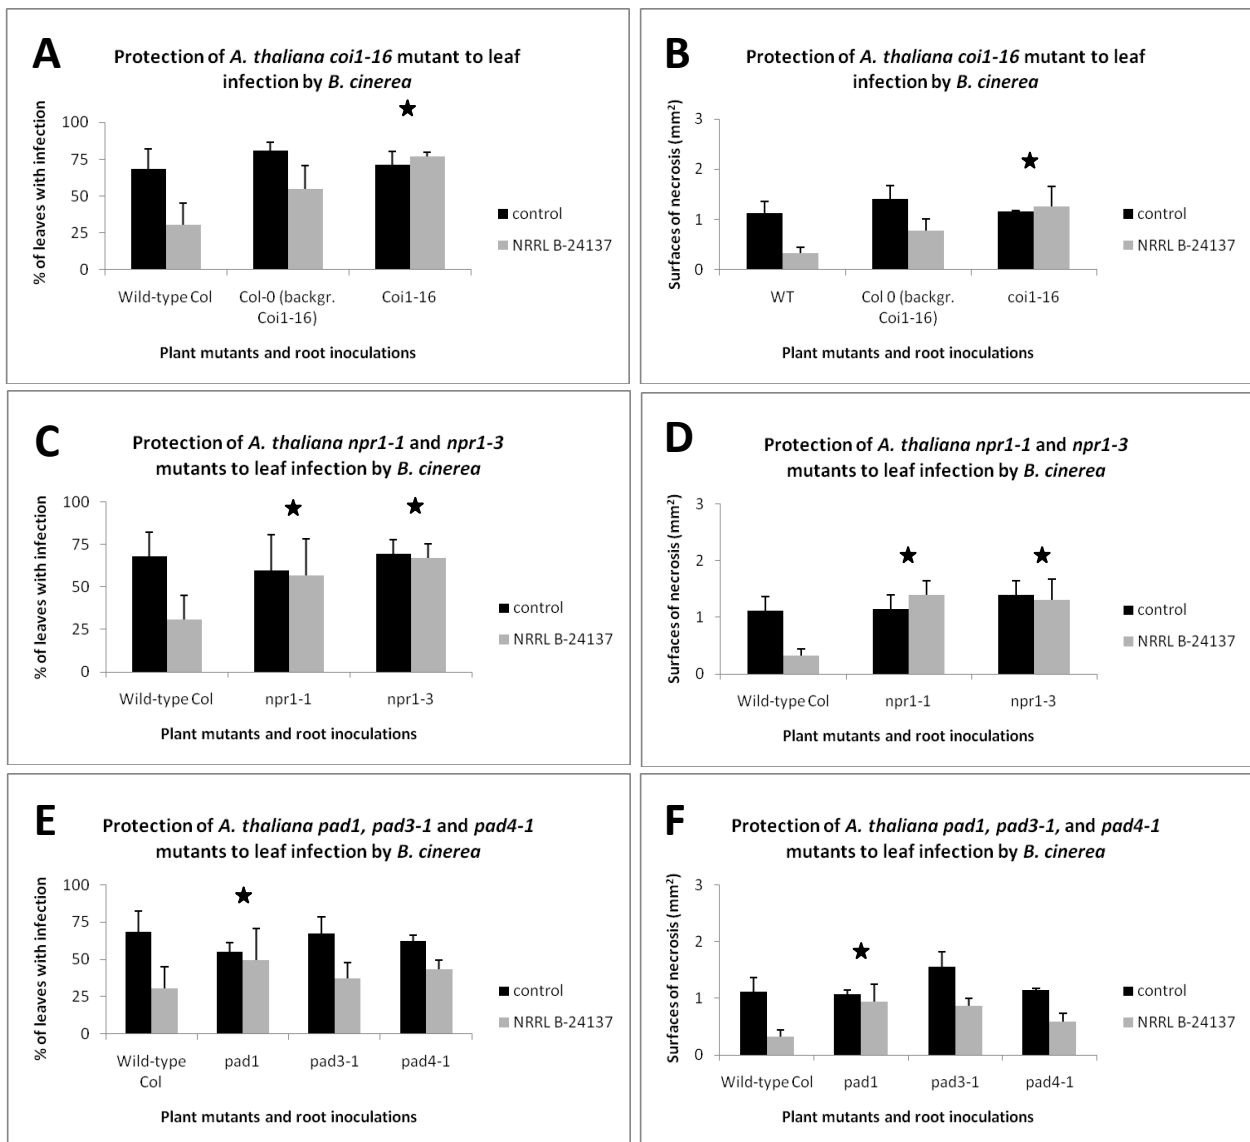 A
Protection of A. thaliana coi1-16 mutant to leaf
infection by B. cinerea
% of leaves with infection
100
75
50
25
0
Wild-type Col
Col-0 (backgr.
Coi1-16)
Coi1-16
control
NRRL B-24137
Plant mutants and root inoculations
B
Protection of A. thaliana coi1-16 mutant to leaf
infection by B. cinerea
Surfaces of necrosis (mm²)
3
2
1
0
WT
Col 0 (backgr.
Coi1-16)
coi1-16
control
NRRL B-24137
Plant mutants and root inoculations
C
Protection of A. thaliana npr1-1 and npr1-3
mutants to leaf infection by B. cinerea
% of leaves with infection
100
75
50
25
0
Wild-type Col
npr1-1
npr1-3
control
NRRL B-24137
Plant mutants and root inoculations
D
Protection of A. thaliana npr1-1 and npr1-3
mutants to leaf infection by B. cinerea
Surfaces of necrosis (mm²)
3
2
1
0
Wild-type Col
npr1-1
npr1-3
control
NRRL B-24137
Plant mutants and root inoculations
E
Protection of A. thaliana pad1, pad3-1 and pad4-1
mutants to leaf infection by B. cinerea
% of leaves with infection
100
75
50
25
0
Wild-type
Col
pad1
pad3-1
pad4-1
control
NRRL B-24137
Plant mutants and root inoculations
F
Protection of A. thaliana pad1, pad3-1, and pad4-1
mutants to leaf infection by B. cinerea
Surfaces of necrosis (mm²)
3
2
1
0
Wild-type Col
pad1
pad3-1
pad4-1
control
NRRL B-24137
Plant mutants and root inoculations